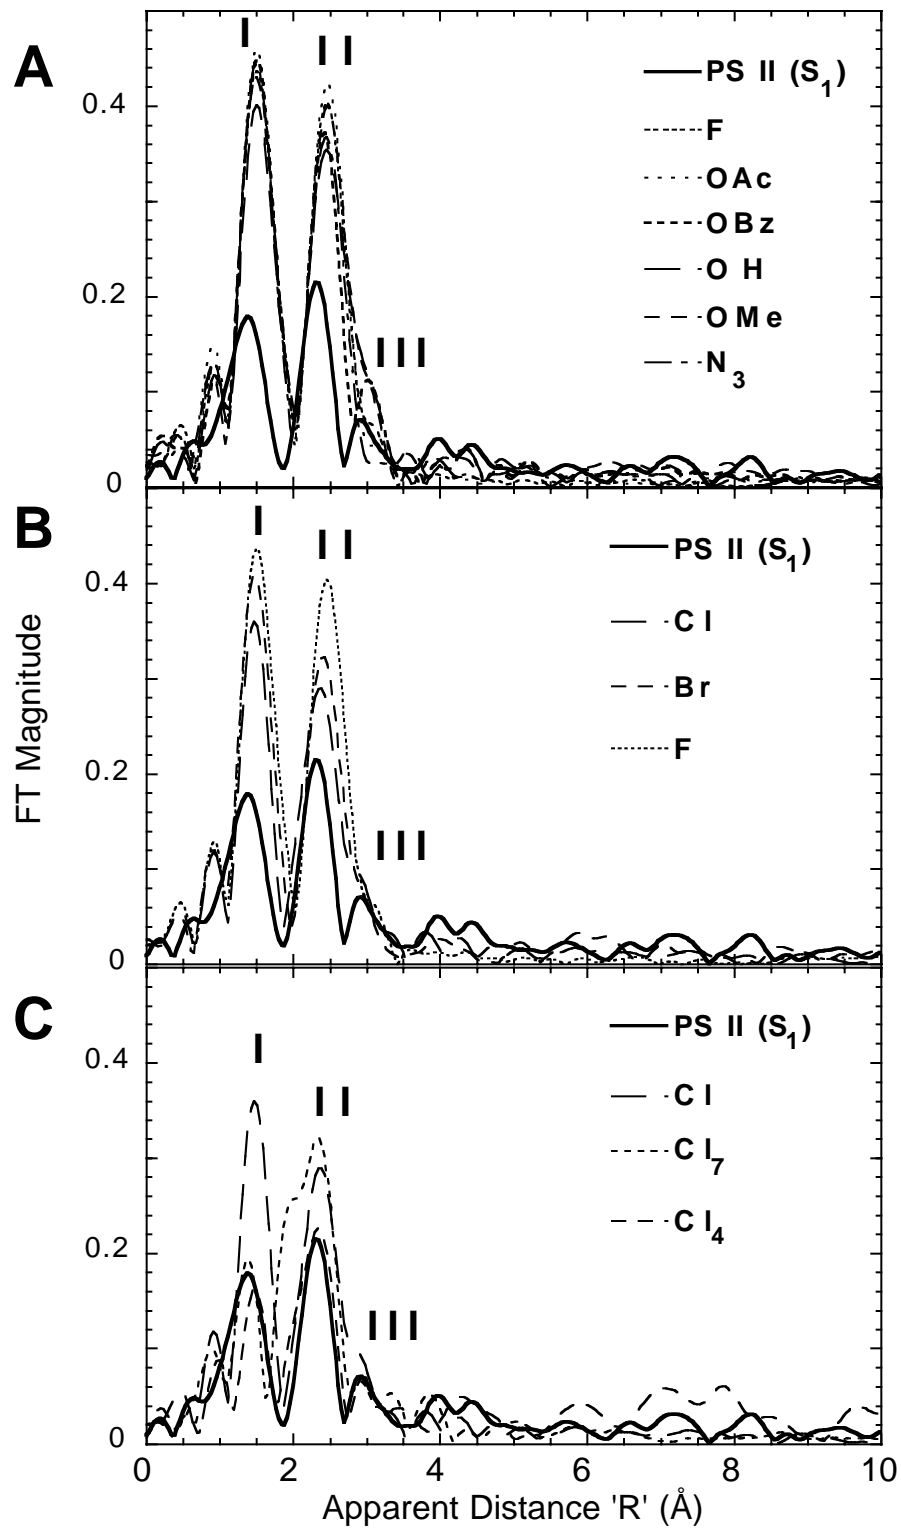 A
I
II
III
PS II (S1)
F
OAc
OBz
OH
OMe
N3
0.4
0.2
0
B
I
II
III
PS II (S1)
Cl
Br
F
0.4
0.2
0
FT Magnitude
C
I
II
III
PS II (S1)
Cl
Cl7
Cl4
0.4
0.2
0
0 2 4 6 8 10
Apparent Distance 'R' (Å)